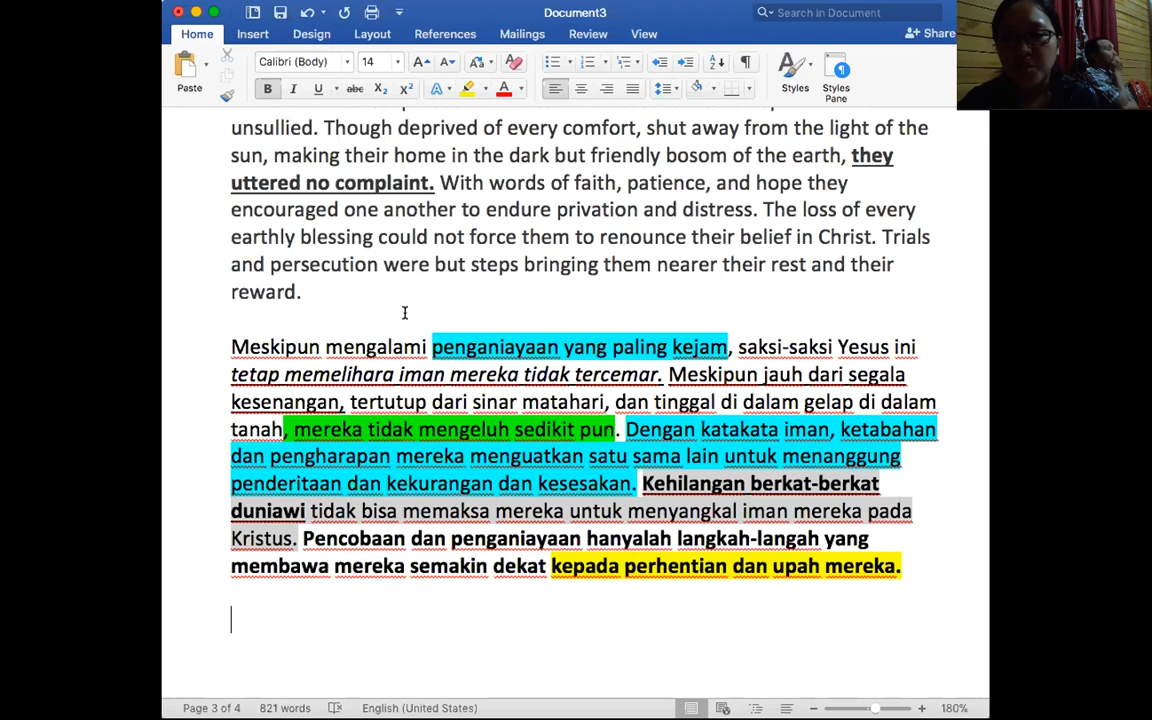 Document3
Search in Document
Home Insert Design Layout References Mailings Review View Share
Paste Calibri (Body) 14 Styles Styles Pane
unsullied. Though deprived of every comfort, shut away from the light of the
sun, making their home in the dark but friendly bosom of the earth, they
uttered no complaint. With words of faith, patience, and hope they
encouraged one another to endure privation and distress. The loss of every
earthly blessing could not force them to renounce their belief in Christ. Trials
and persecution were but steps bringing them nearer their rest and their
reward.
Meskipun mengalami penganiayaan yang paling kejam, saksi-saksi Yesus ini
tetap memelihara iman mereka tidak tercemar. Meskipun jauh dari segala
kesenangan, tertutup dari sinar matahari, dan tinggal di dalam gelap di dalam
tanah, mereka tidak mengeluh sedikit pun. Dengan katakata iman, ketabahan
dan pengharapan mereka menguatkan satu sama lain untuk menanggung
penderitaan dan kekurangan dan kesesakan. Kehilangan berkat-berkat
duniawi tidak bisa memaksa mereka untuk menyangkal iman mereka pada
Kristus. Pencobaan dan penganiayaan hanyalah langkah-langah yang
membawa mereka semakin dekat kepada perhentian dan upah mereka.
Page 3 of 4 821 words English (United States) 180%